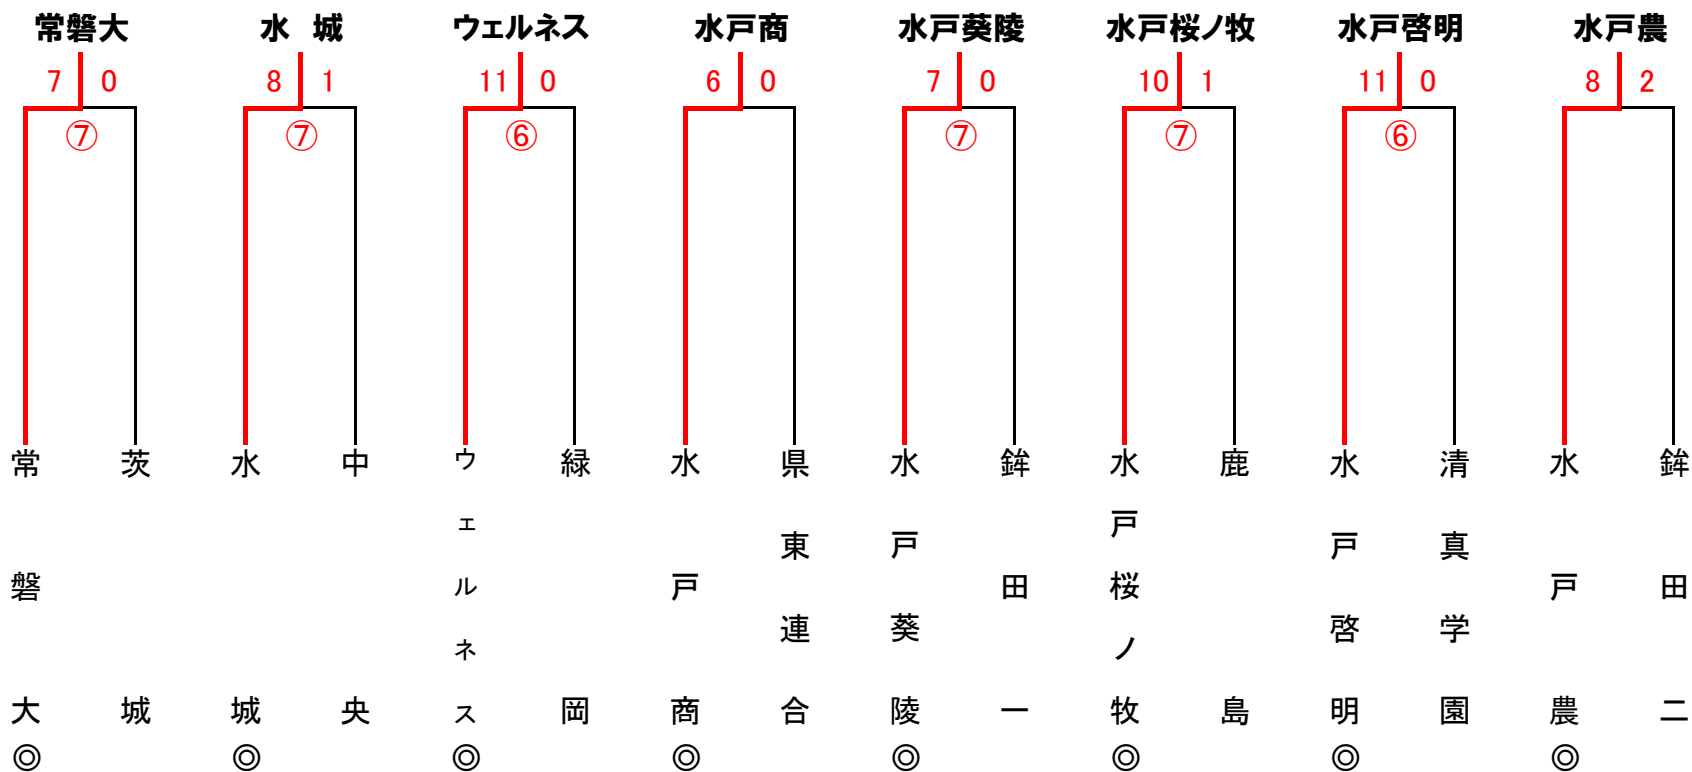 常磐大 水 城 ウェルネス 水戸商 水戸葵陵 水戸桜ノ牧 水戸啓明 水戸農
7 0 8 1 11 0 6 0 7 0 10 1 11 0 8 2
⑦ ⑦ ⑥ ⑦ ⑦ ⑥
常磐大
茨城
水城
中央
ウェルネス
緑岡
水戸商
県東連合
水戸葵陵
鉾田一
水戸桜ノ牧
鹿島
水戸啓明
清真学園
水戸農
鉾田二
◎ ◎ ◎ ◎ ◎ ◎ ◎ ◎